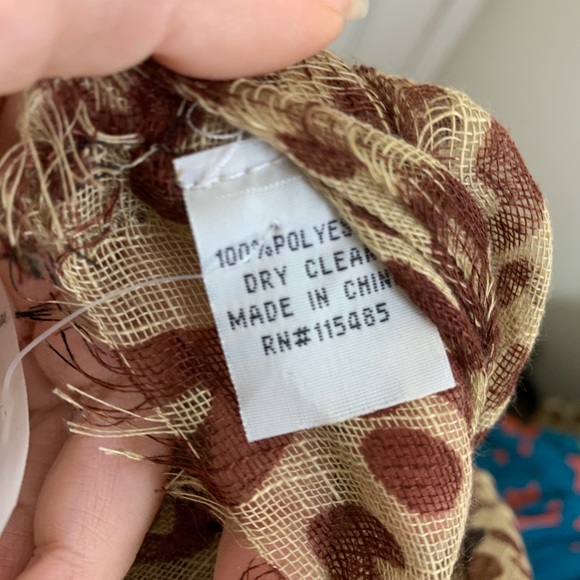 100% POLYES
DRY CLEAN
MADE IN CHIN
RN#115485